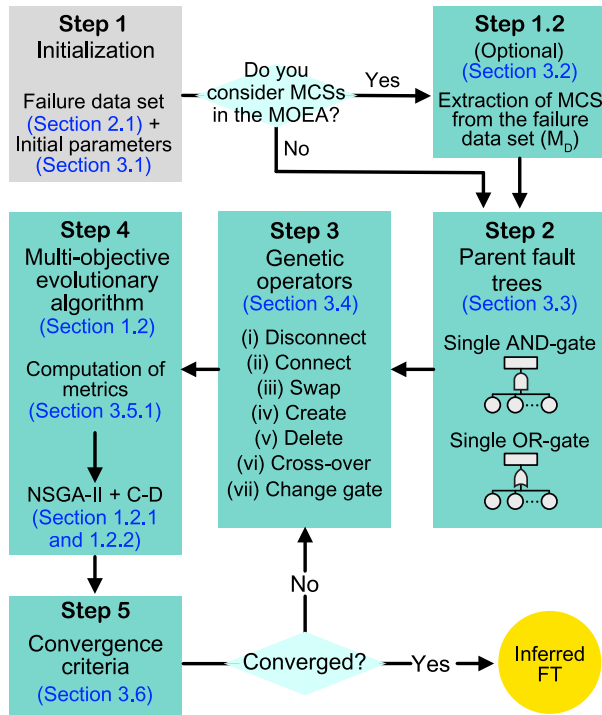 Step 1
Initialization
Failure data set
(Section 2.1) +
Initial parameters
(Section 3.1)
Do you
consider MCSs
in the MOEA?
Yes
No
Step 1.2
(Optional)
(Section 3.2)
Extraction of MCS
from the failure
data set (M_D)
Step 2
Parent fault
trees
(Section 3.3)
Single AND-gate
Single OR-gate
Step 3
Genetic
operators
(Section 3.4)
(i) Disconnect
(ii) Connect
(iii) Swap
(iv) Create
(v) Delete
(vi) Cross-over
(vii) Change gate
Step 4
Multi-objective
evolutionary
algorithm
(Section 1.2)
Computation of
metrics
(Section 3.5.1)
NSGA-II + C-D
(Section 1.2.1
and 1.2.2)
Step 5
Convergence
criteria
(Section 3.6)
Converged?
No
Yes
Inferred
FT